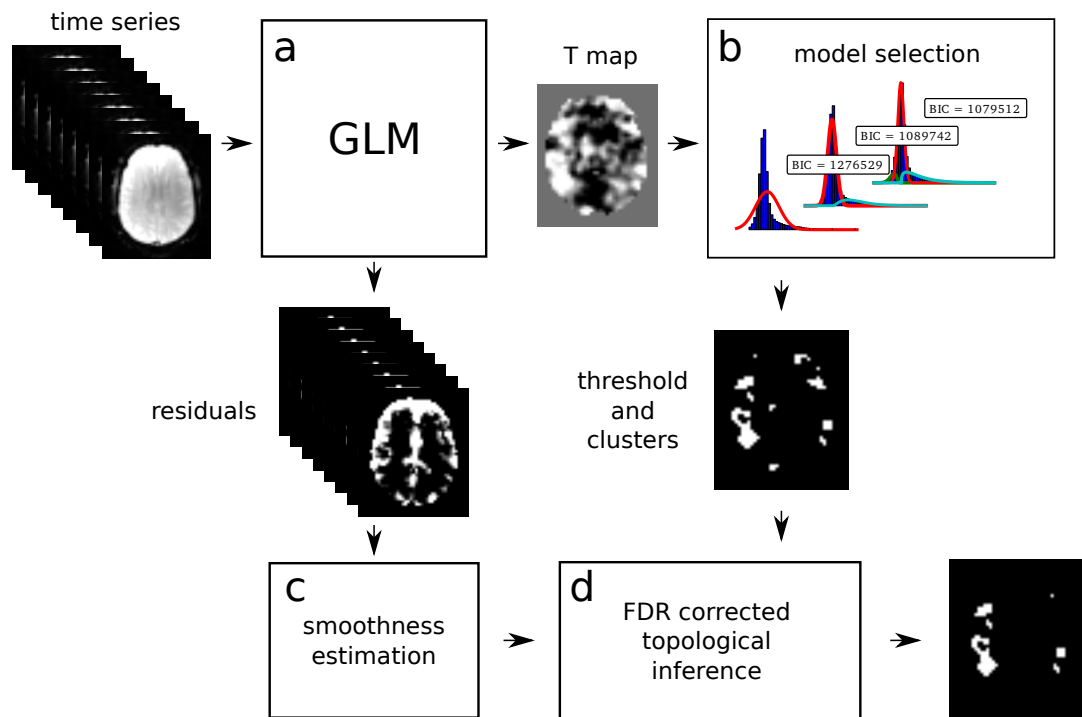 time series
a
GLM
T map
b
model selection
BIC = 1079512
BIC = 1089742
BIC = 1276529
residuals
threshold
and
clusters
c
smoothness
estimation
d
FDR corrected
topological
inference